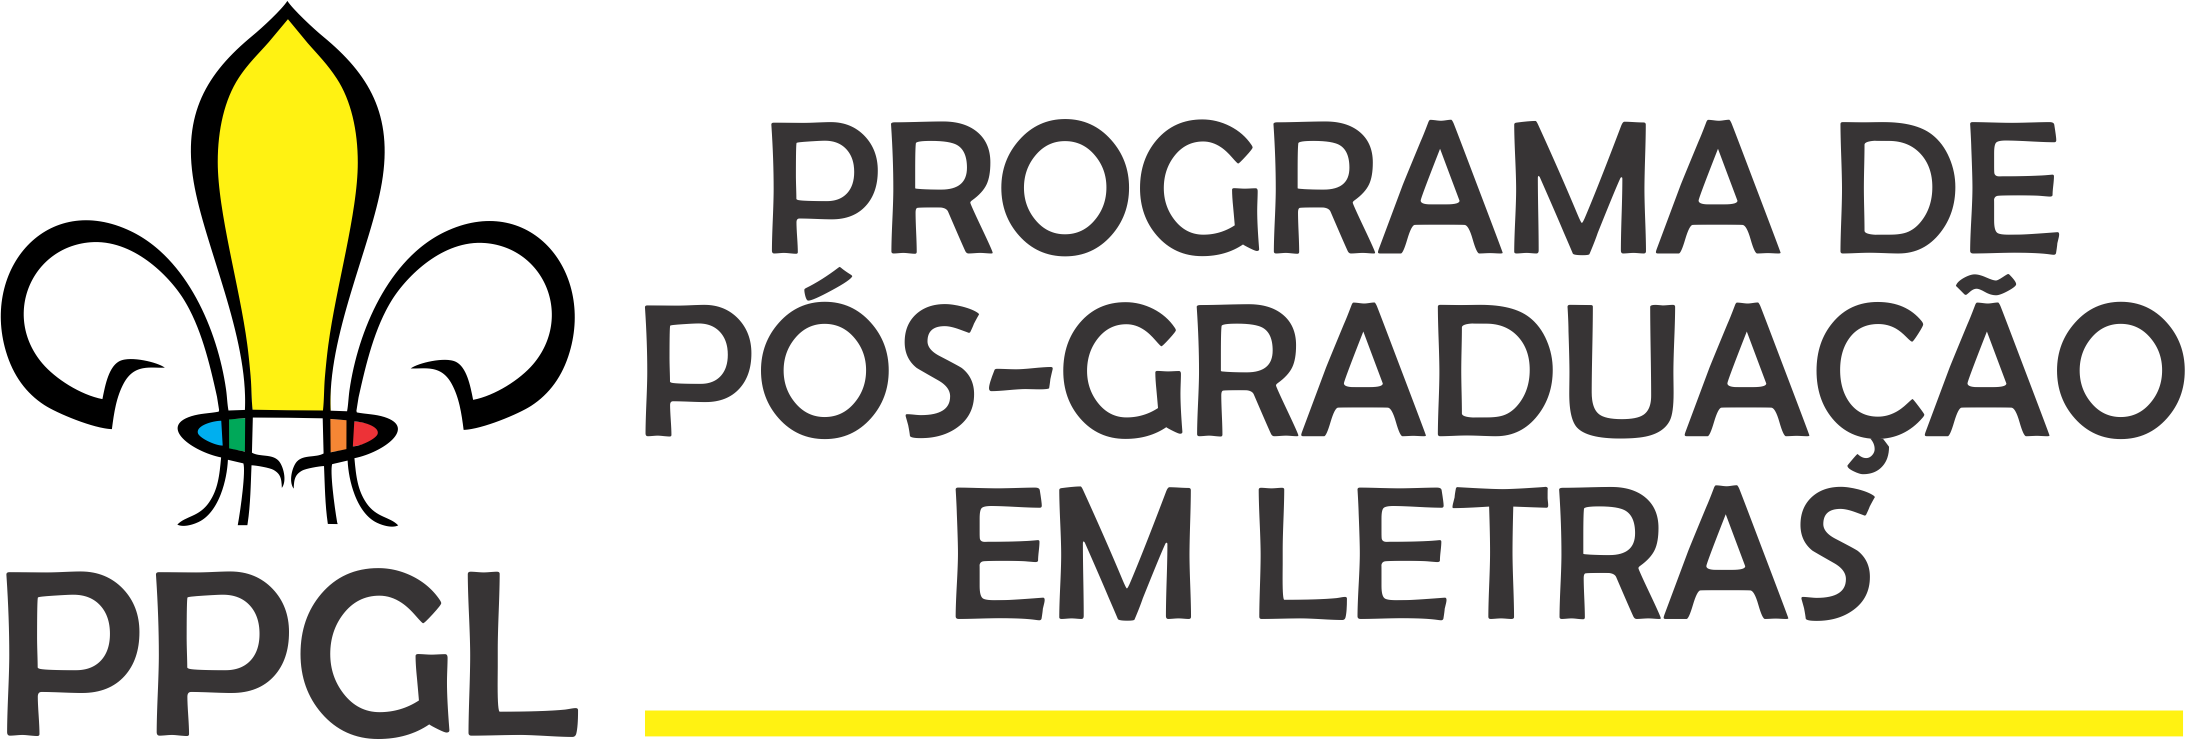 PROGRAMA DE
PÓS-GRADUAÇÃO
EM LETRAS
PPGL